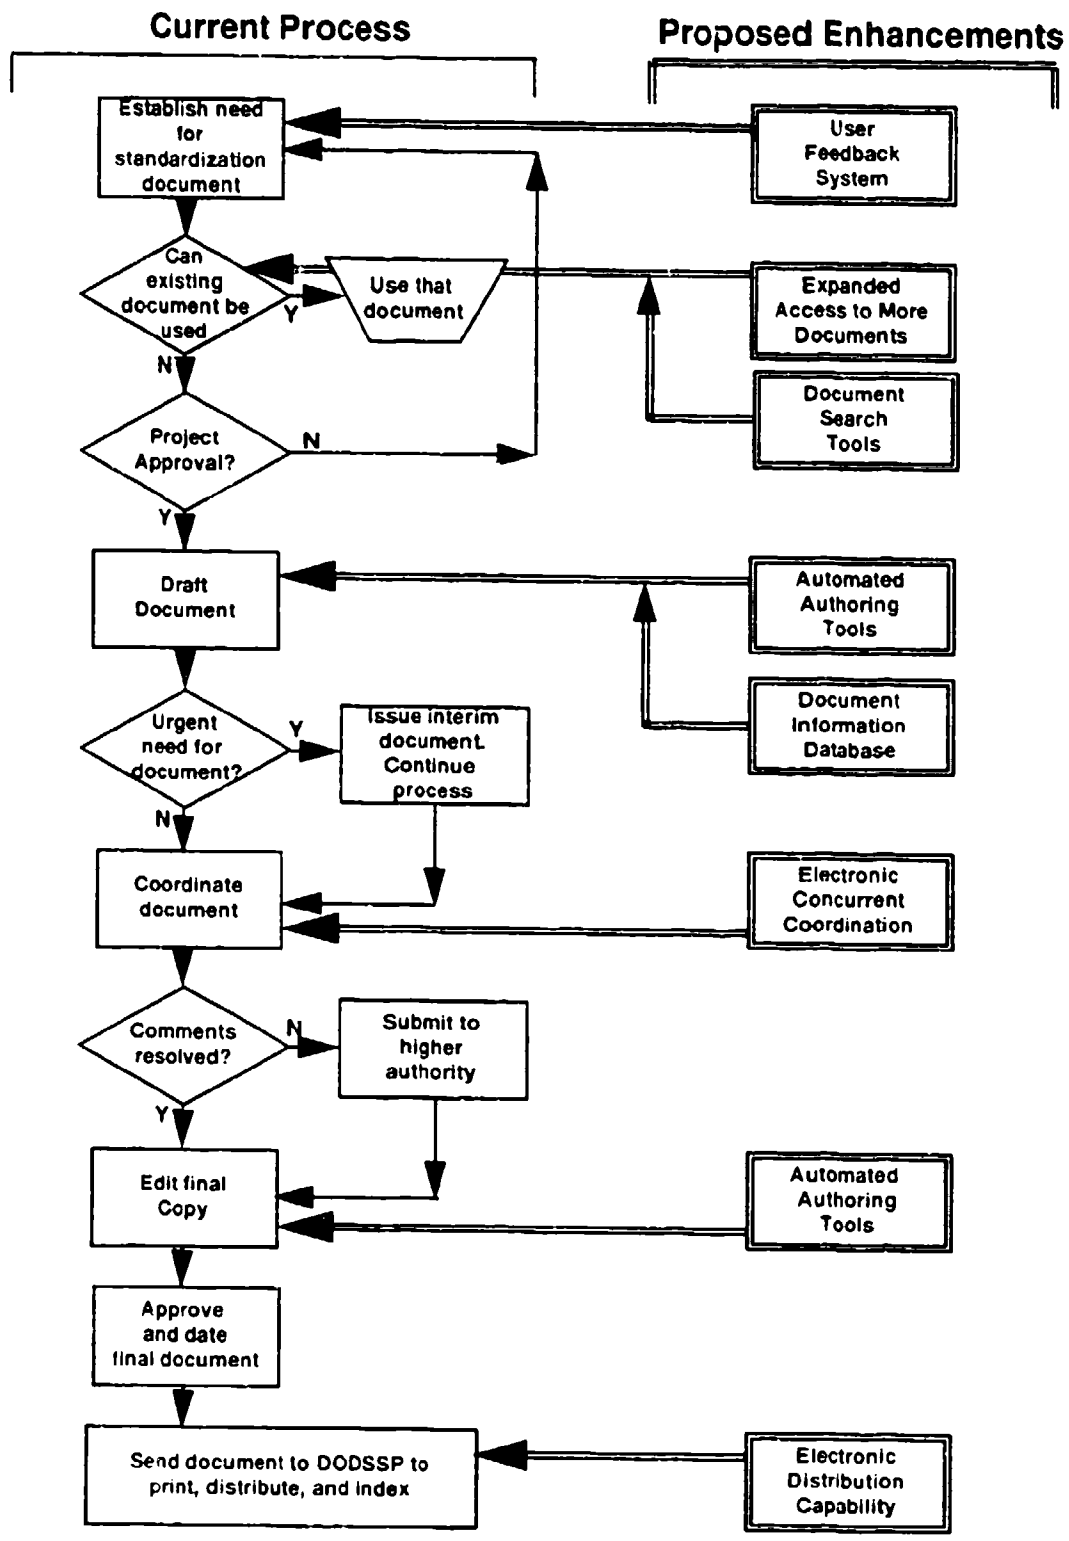 Current Process
Proposed Enhancements
Establish need
for
standardization
document
User
Feedback
System
Can
existing
document be
used
Y
N
Use that
document
Expanded
Access to More
Documents
Document
Search
Tools
Project
Approval?
N
Y
Draft
Document
Automated
Authoring
Tools
Urgent
need for
document?
Y
N
Issue interim
document.
Continue
process
Document
Information
Database
Coordinate
document
Electronic
Concurrent
Coordination
Comments
resolved?
N
Y
Submit to
higher
authority
Edit final
Copy
Automated
Authoring
Tools
Approve
and date
final document
Send document to DODSSP to
print, distribute, and index
Electronic
Distribution
Capability